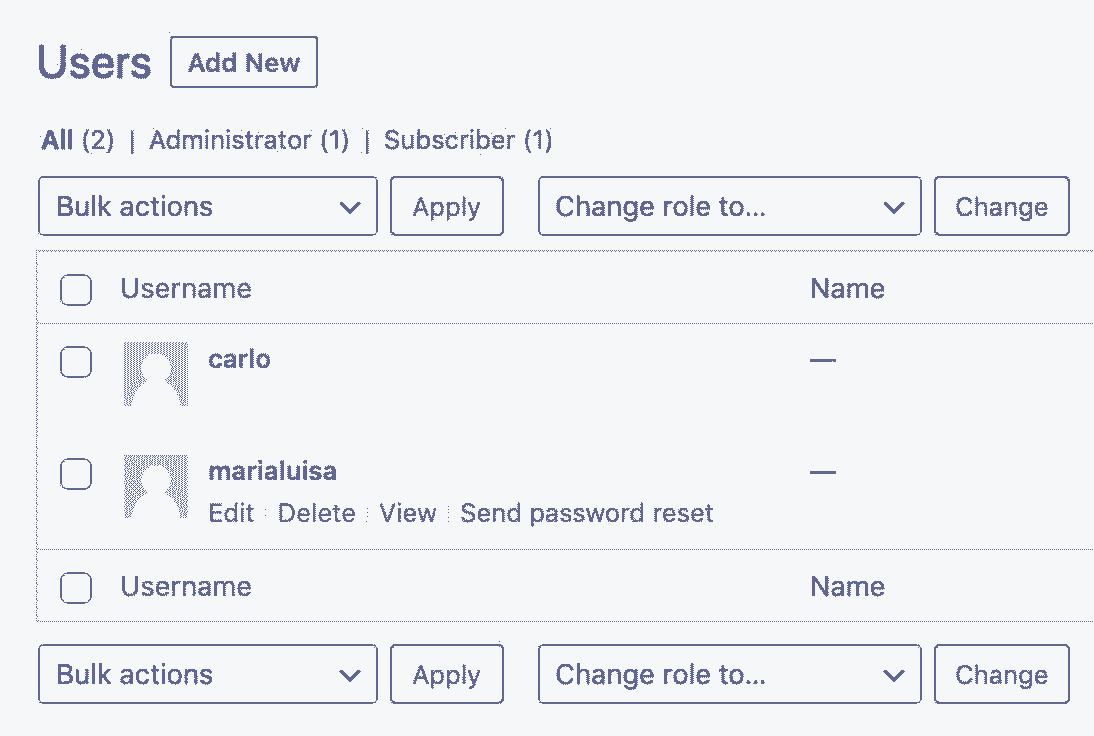 Users Add New
All (2) | Administrator (1) | Subscriber (1)
Bulk actions Apply Change role to... Change
Username Name
carlo —
marialuisa —
Edit | Delete | View | Send password reset
Username Name
Bulk actions Apply Change role to... Change